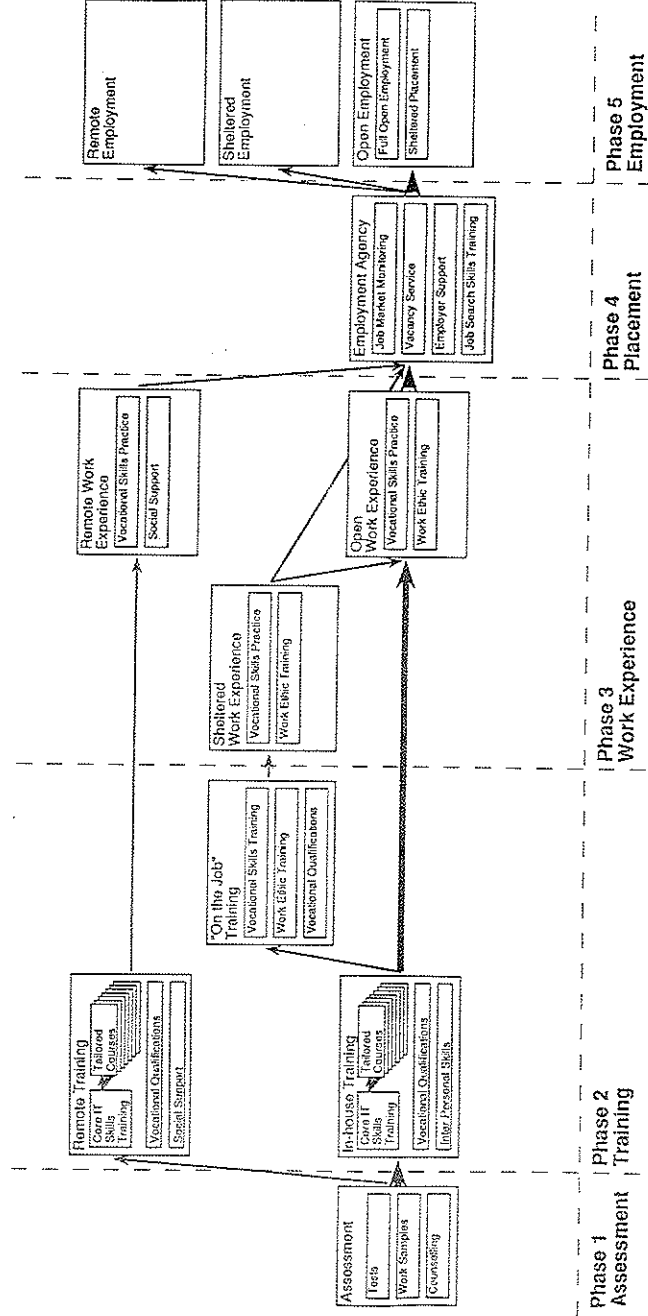 Assessment
Tests
Work Samples
Counselling
Remote Training
Core IT
Skills
Training
Tailored
Courses
Vocational Qualifications
Social Support
In-house Training
Core IT
Skills
Training
Tailored
Courses
Vocational Qualifications
Inter Personal Skills
"On the Job"
Training
Vocational Skills Training
Work Ethic Training
Vocational Qualifications
Sheltered
Work Experience
Vocational Skills Practice
Work Ethic Training
Remote Work
Experience
Vocational Skills Practice
Social Support
Open
Work Experience
Vocational Skills Practice
Work Ethic Training
Employment Agency
Job Market Monitoring
Vacancy Service
Employer Support
Job Search Skills Training
Remote
Employment
Sheltered
Employment
Open Employment
Full Open Employment
Sheltered Placement
Phase 1
Assessment
Phase 2
Training
Phase 3
Work Experience
Phase 4
Placement
Phase 5
Employment